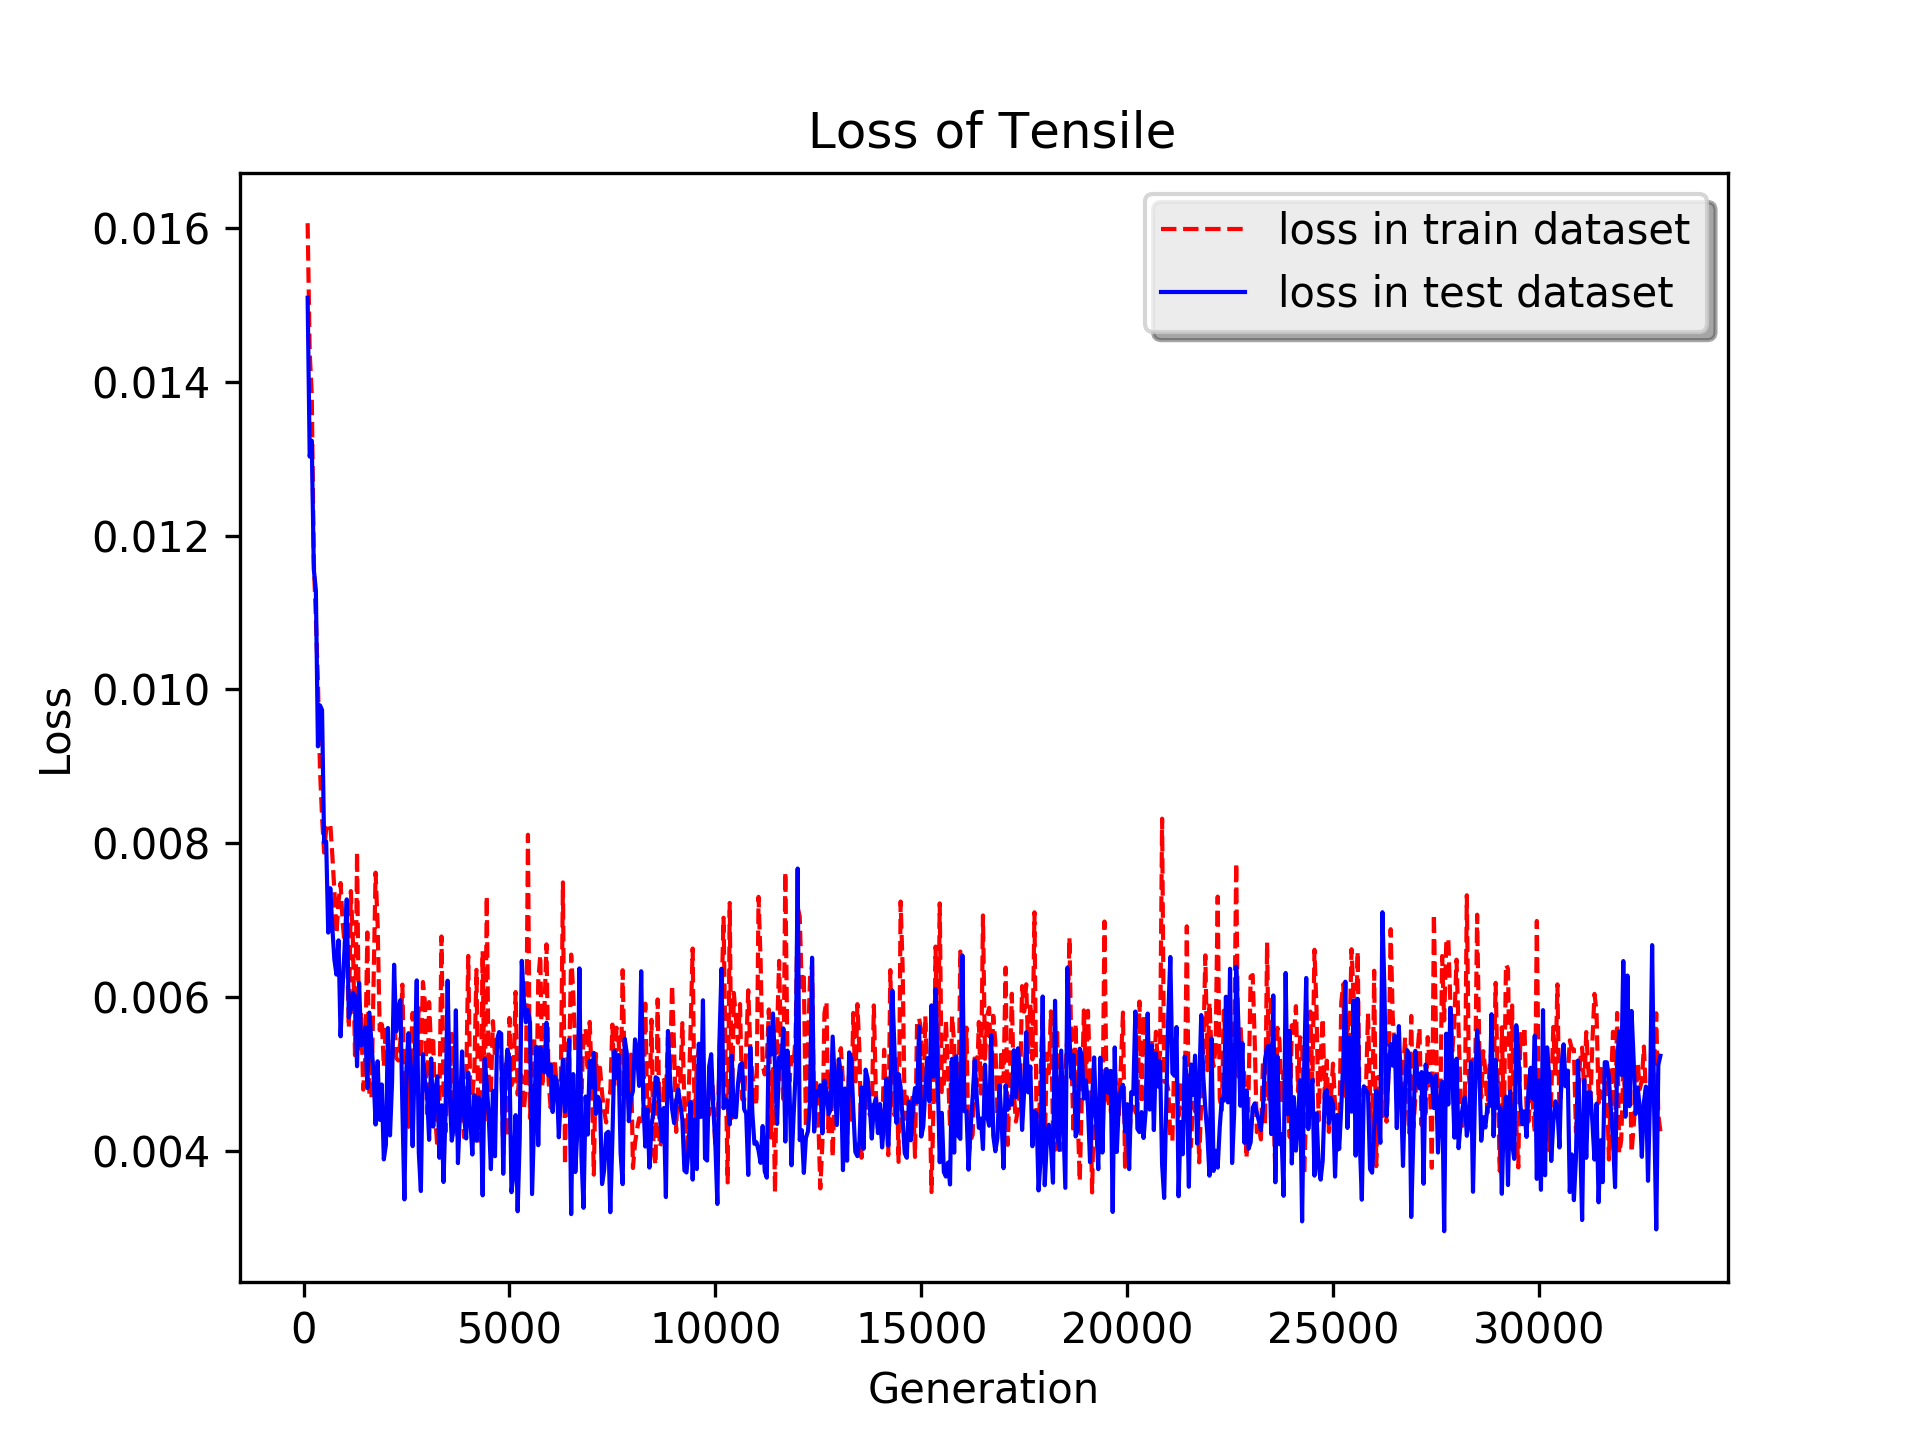 Loss of Tensile
loss in train dataset
loss in test dataset
0.016
0.014
0.012
0.010
0.008
0.006
0.004
Loss
0 5000 10000 15000 20000 25000 30000
Generation